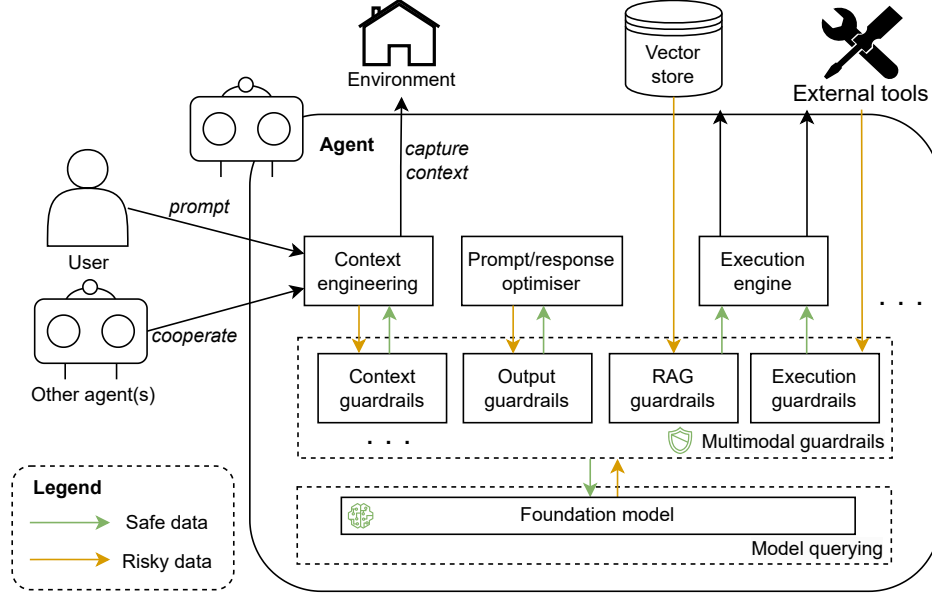 Environment
Vector
store
External tools
Agent
capture
context
prompt
User
cooperate
Other agent(s)
Context
engineering
Prompt/response
optimiser
Execution
engine
. . .
Context
guardrails
Output
guardrails
RAG
guardrails
Execution
guardrails
. . .
Multimodal guardrails
Foundation model
Model querying
Legend
Safe data
Risky data